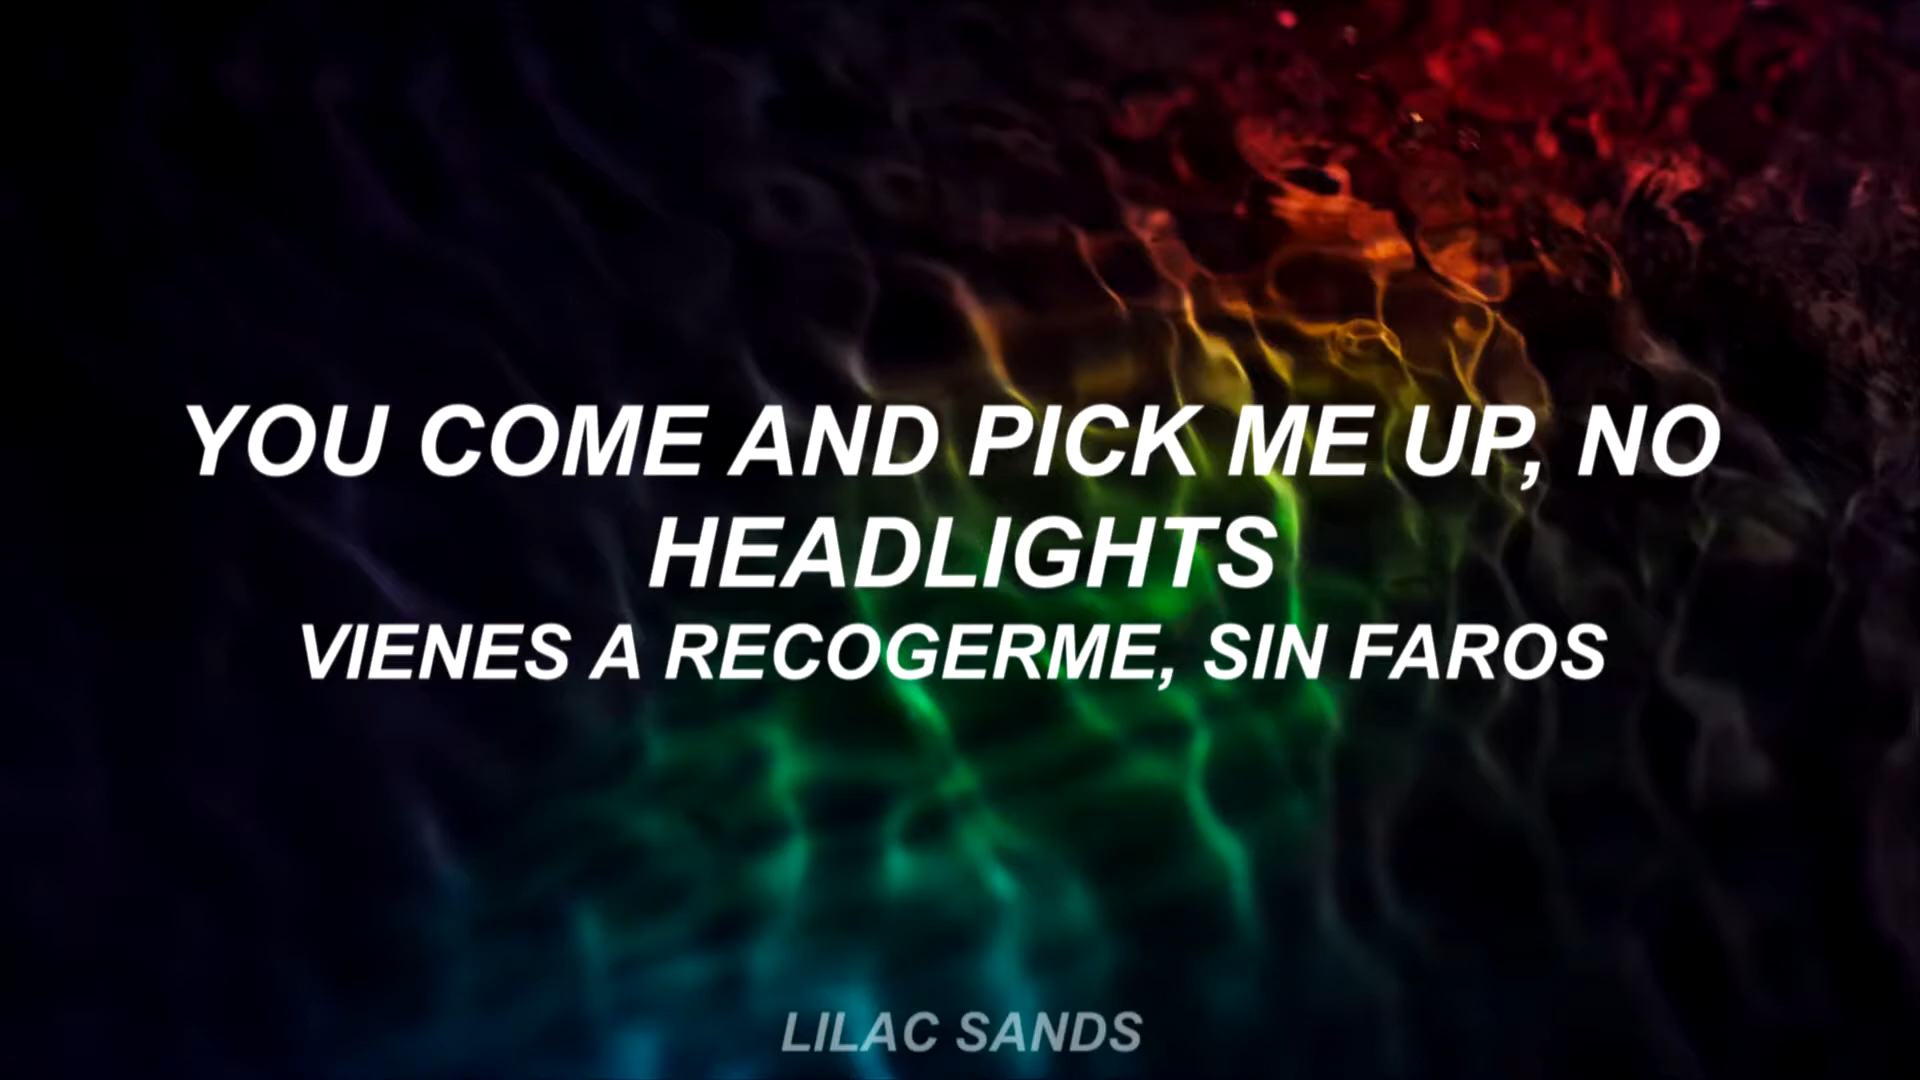 YOU COME AND PICK ME UP, NO
HEADLIGHTS
VIENES A RECOGERME, SIN FAROS
LILAC SANDS